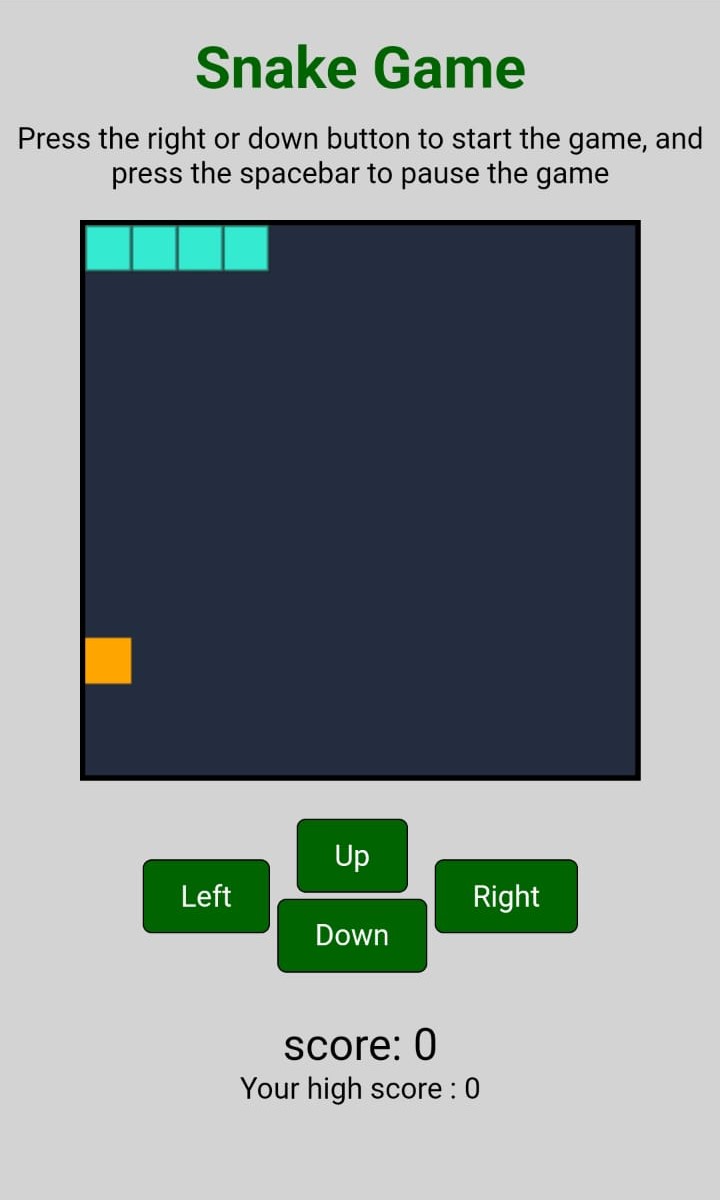 Snake Game
Press the right or down button to start the game, and
press the spacebar to pause the game
Up
Left
Right
Down
score: 0
Your high score : 0